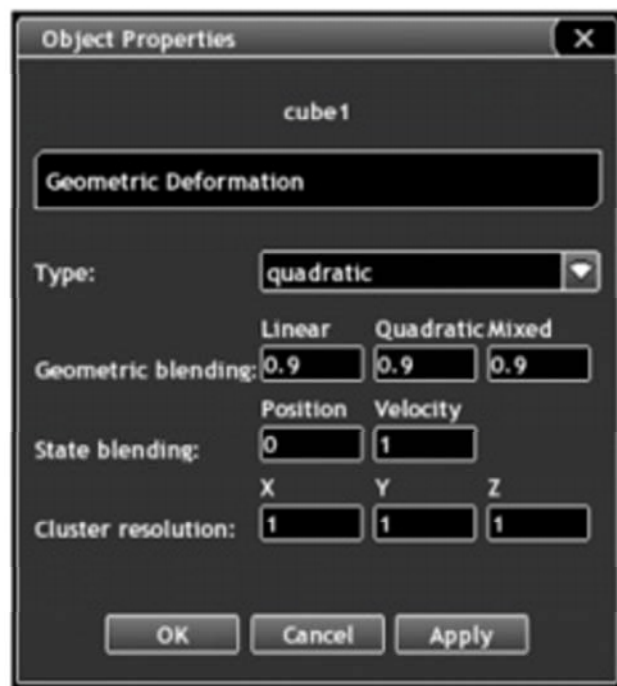 Object Properties
cube1
Geometric Deformation
Type: quadratic
Linear Quadratic Mixed
Geometric blending: 0.9 0.9 0.9
Position Velocity
State blending: 0 1
X Y Z
Cluster resolution: 1 1 1
OK Cancel Apply